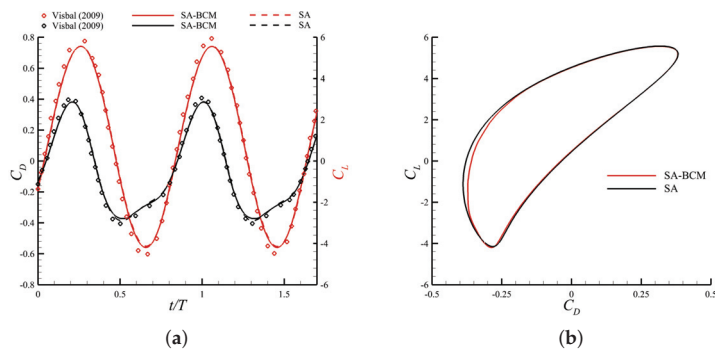 Visbal (2009) SA-BCM SA
Visbal (2009) SA-BCM SA
0.8
0.6
0.4
0.2
0
-0.2
-0.4
-0.6
-0.8
C_D
6
4
2
0
-2
-4
-6
C_L
0 0.5 1 1.5
t/T
(a)
6
4
2
0
-2
-4
-6
C_L
SA-BCM
SA
-0.5 -0.25 0 0.25 0.5
C_D
(b)